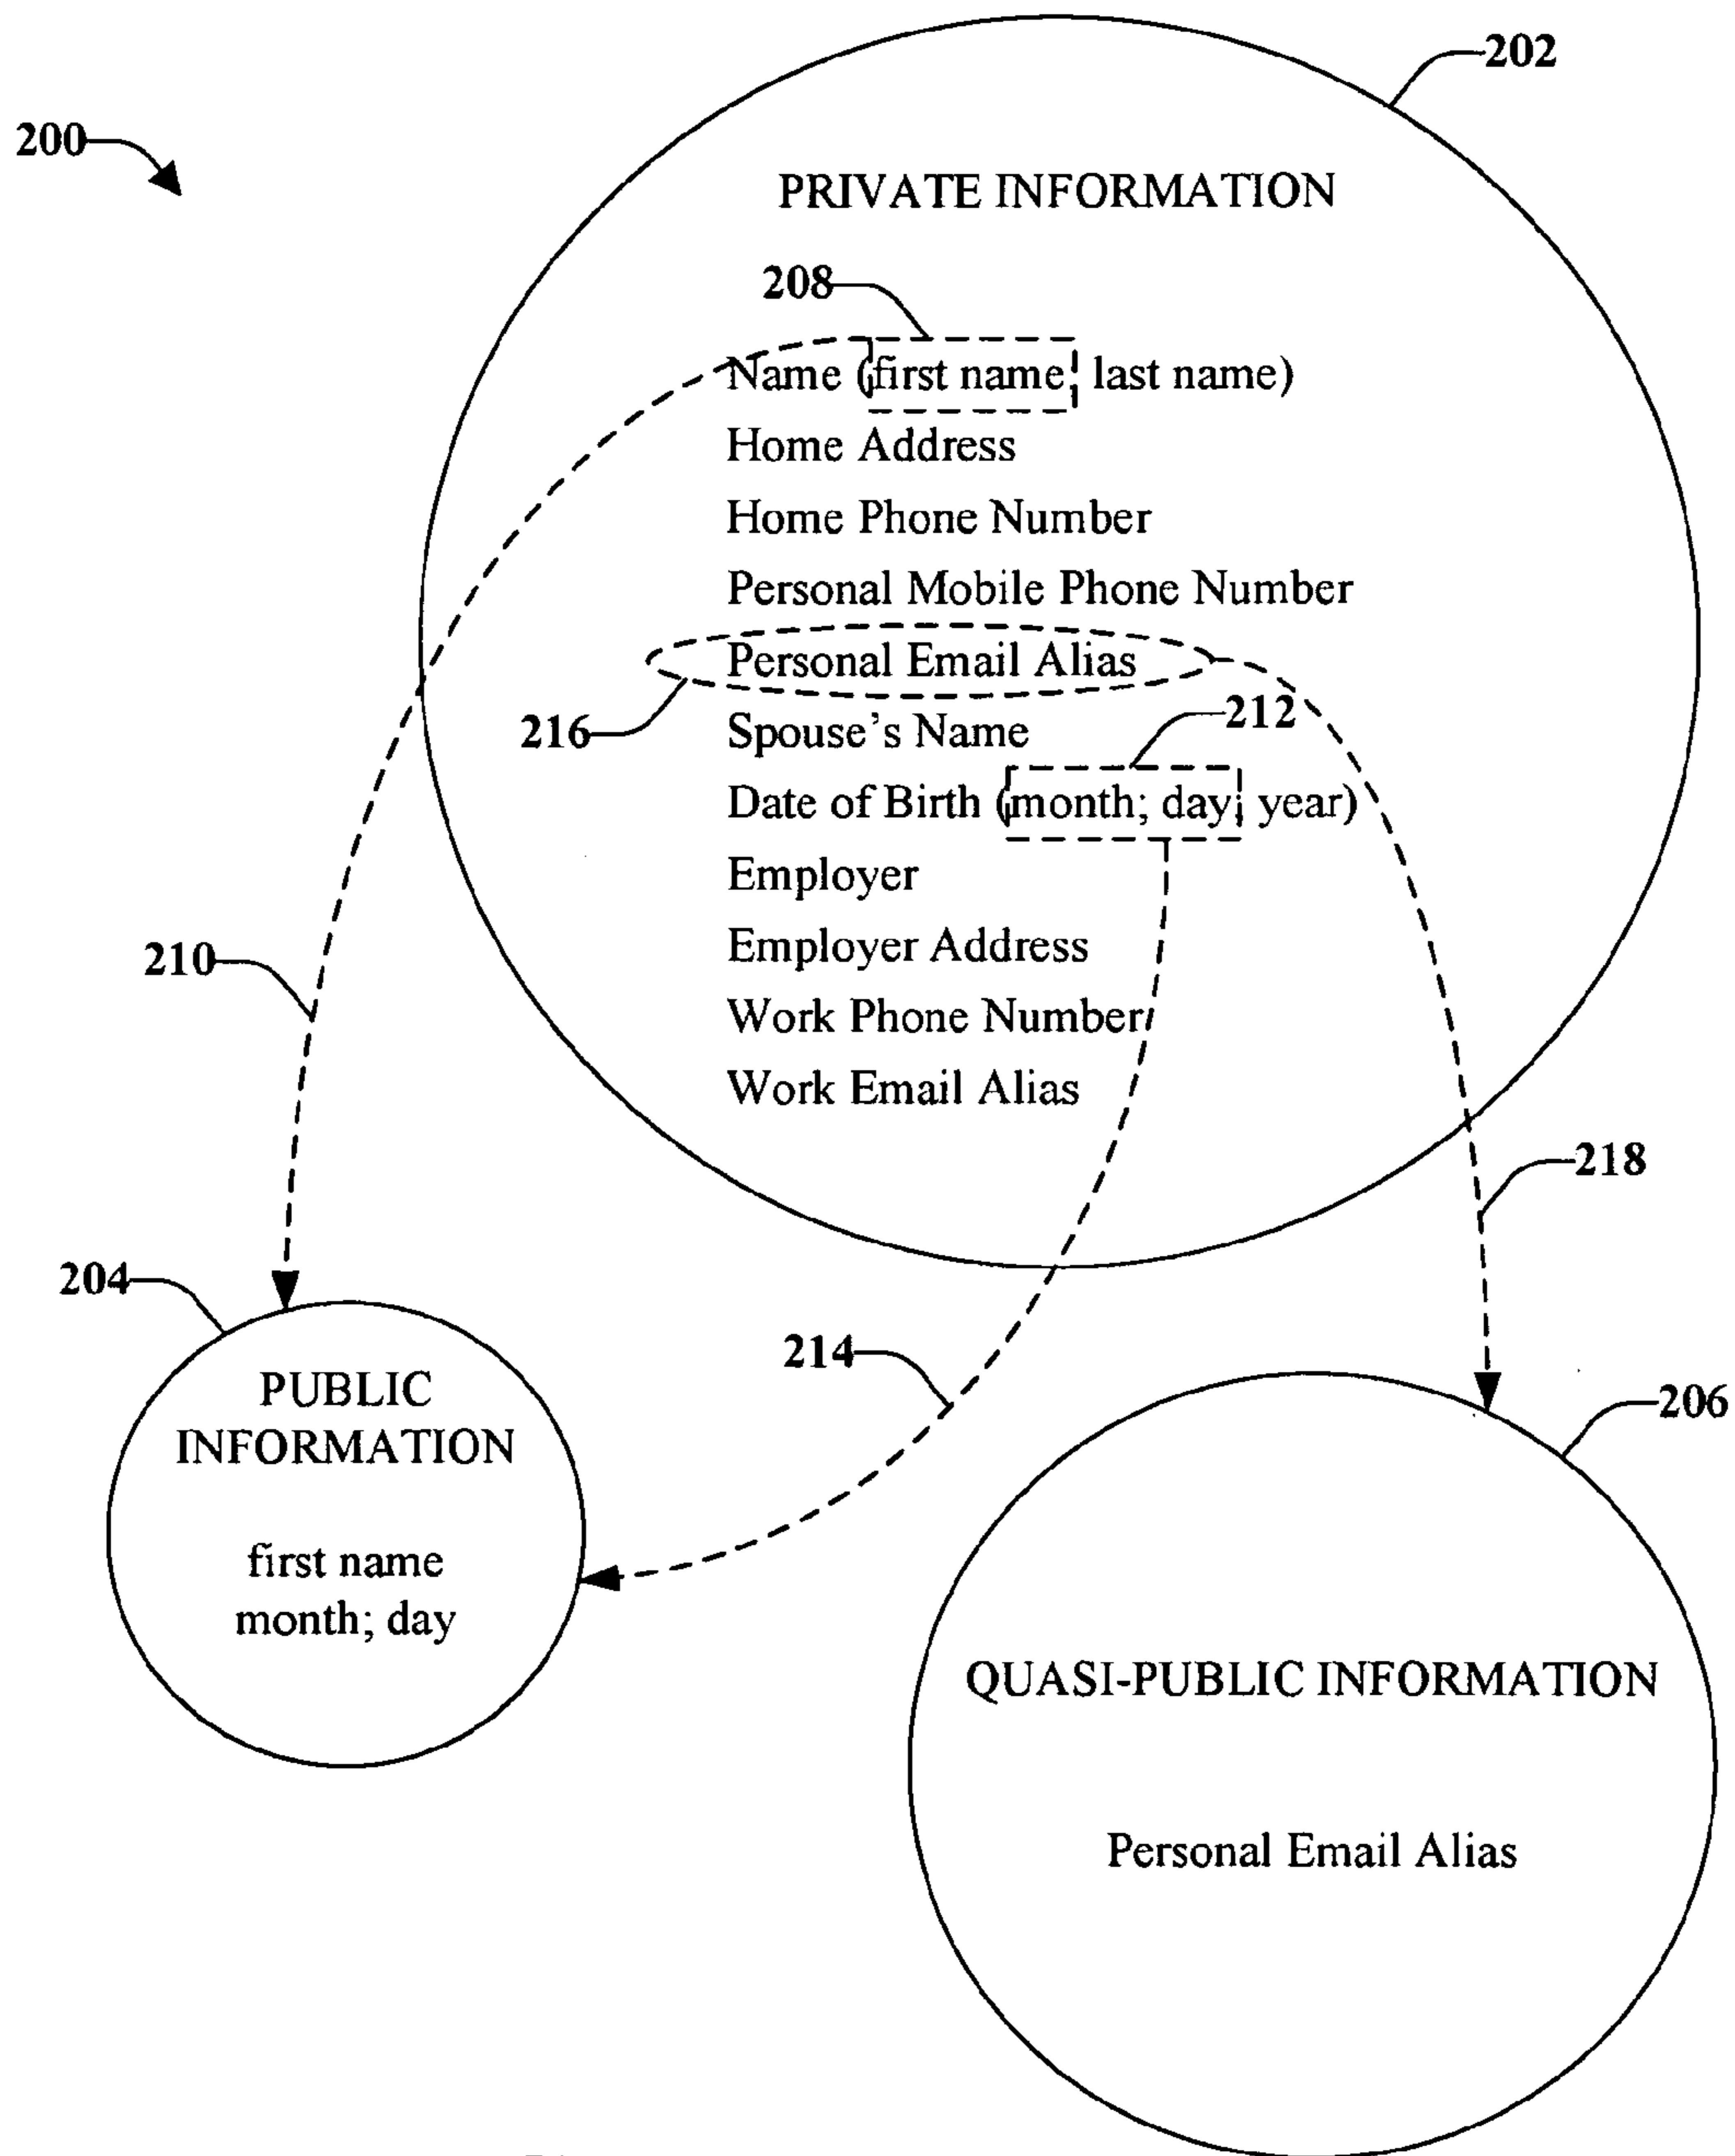 202
200
PRIVATE INFORMATION
208
Name (first name; last name)
Home Address
Home Phone Number
Personal Mobile Phone Number
Personal Email Alias
216
212
Spouse's Name
Date of Birth (month; day; year)
Employer
210
Employer Address
Work Phone Number
Work Email Alias
218
204
214
PUBLIC
INFORMATION
206
first name
month; day
QUASI-PUBLIC INFORMATION
Personal Email Alias